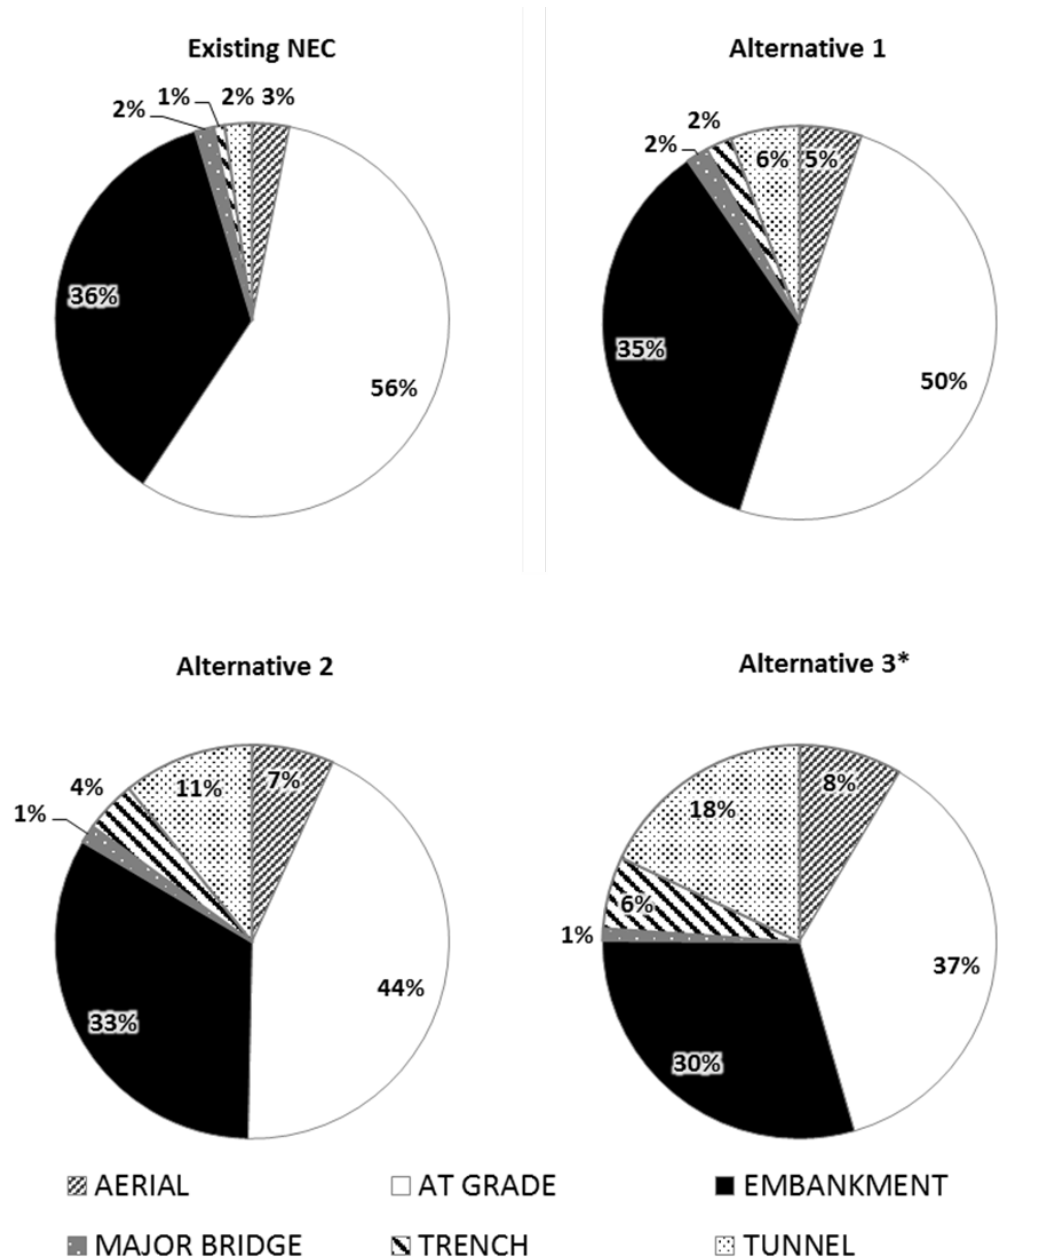 Existing NEC
2% 1% 2% 3%
36%
56%
Alternative 1
2%
2%
6% 5%
35%
50%
Alternative 2
4%
1%
11% 7%
44%
33%
Alternative 3*
8%
18%
6%
1%
37%
30%
AERIAL AT GRADE EMBANKMENT
MAJOR BRIDGE TRENCH TUNNEL